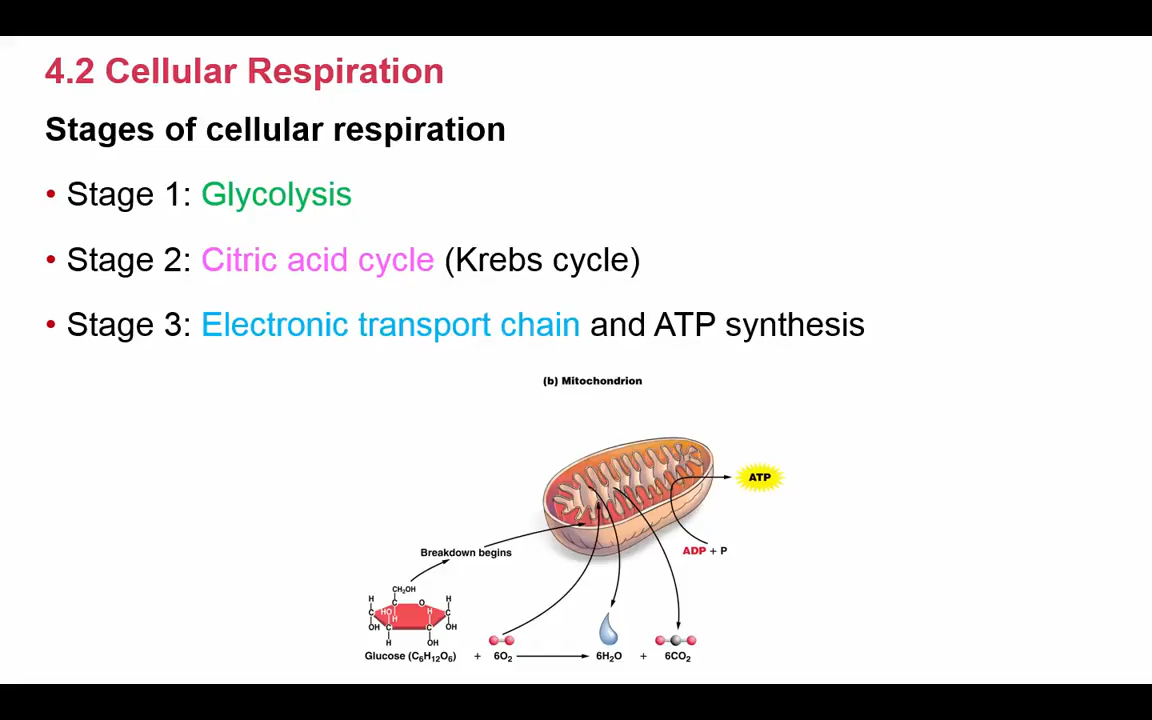 4.2 Cellular Respiration
Stages of cellular respiration
• Stage 1: Glycolysis
• Stage 2: Citric acid cycle (Krebs cycle)
• Stage 3: Electronic transport chain and ATP synthesis
(b) Mitochondrion
ATP
Breakdown begins
ADP + P
CH₂OH
H C O H
HO H H
C C
OH H OH
C C
H OH
Glucose (C₆H₁₂O₆) + 6O₂ 6H₂O + 6CO₂